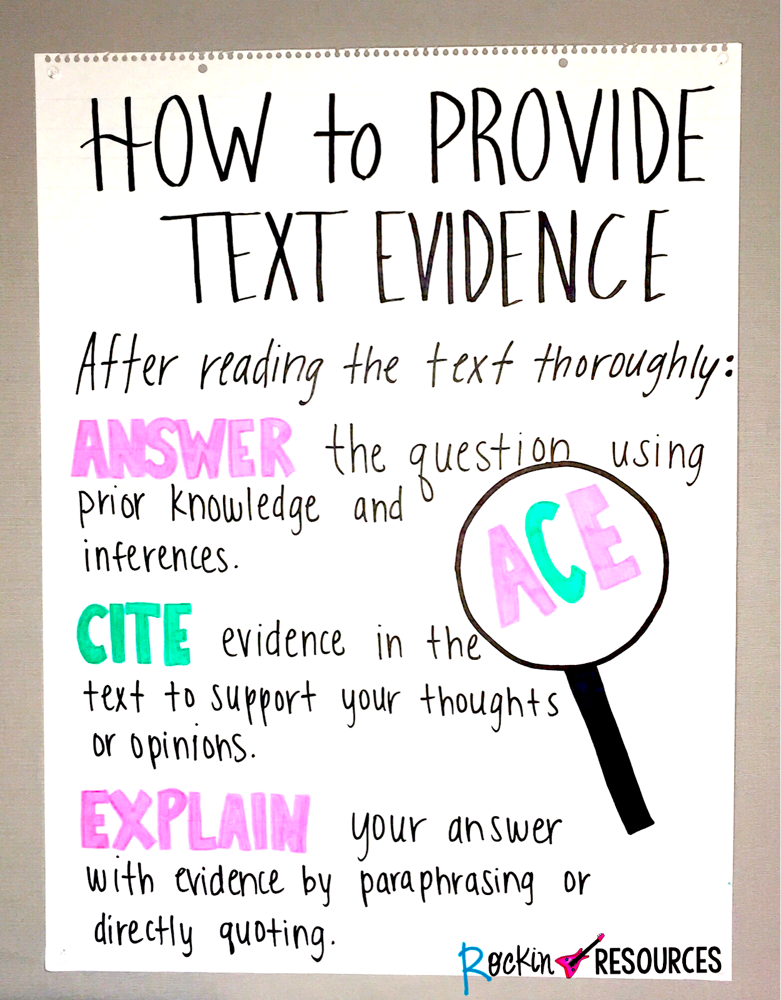 HOW to PROVIDE
TEXT EVIDENCE
After reading the text thoroughly:
ANSWER the question using
prior knowledge and
inferences.
ACE
CITE evidence in the
text to support your thoughts
or opinions.
EXPLAIN your answer
with evidence by paraphrasing or
directly quoting.
Rockin RESOURCES